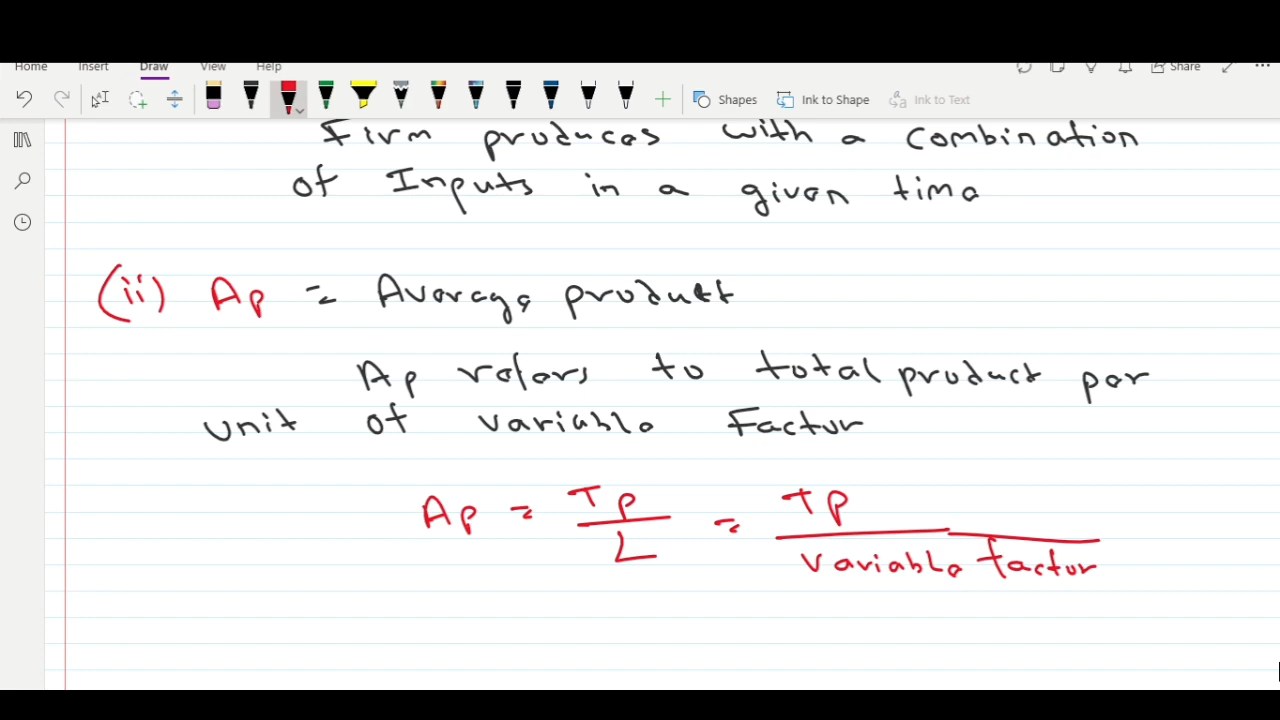 Home Insert Draw View Help Share
Shapes Ink to Shape Ink to Text
Firm produces with a combination
of Inputs in a given time
(ii) Ap = Average product
Ap refers to total product per
unit of variable Factor
Ap = Tp / L = TP / variable factor